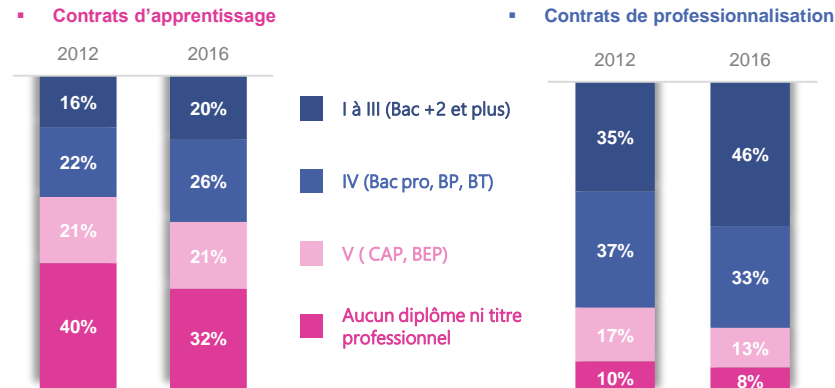 ▪ Contrats d’apprentissage
2012 2016
16%
22%
21%
40%
20%
26%
21%
32%
I à III (Bac +2 et plus)
IV (Bac pro, BP, BT)
V ( CAP, BEP)
Aucun diplôme ni titre
professionnel
▪ Contrats de professionnalisation
2012 2016
35%
37%
17%
10%
46%
33%
13%
8%